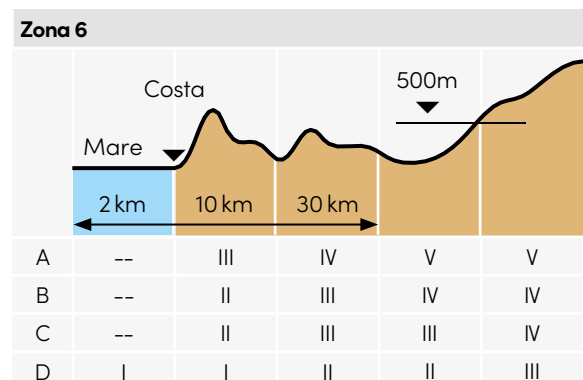 Zona 6
500m
Costa
Mare
2 km 10 km 30 km
A -- III IV V V
B -- II III IV IV
C -- II III III IV
D I I II II III